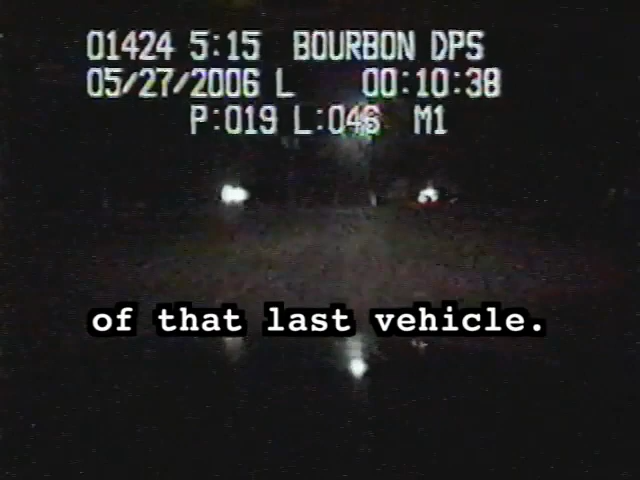 01424 5:15 BOURBON DPS
05/27/2006 L 00:10:38
P:019 L:046 M1
of that last vehicle.